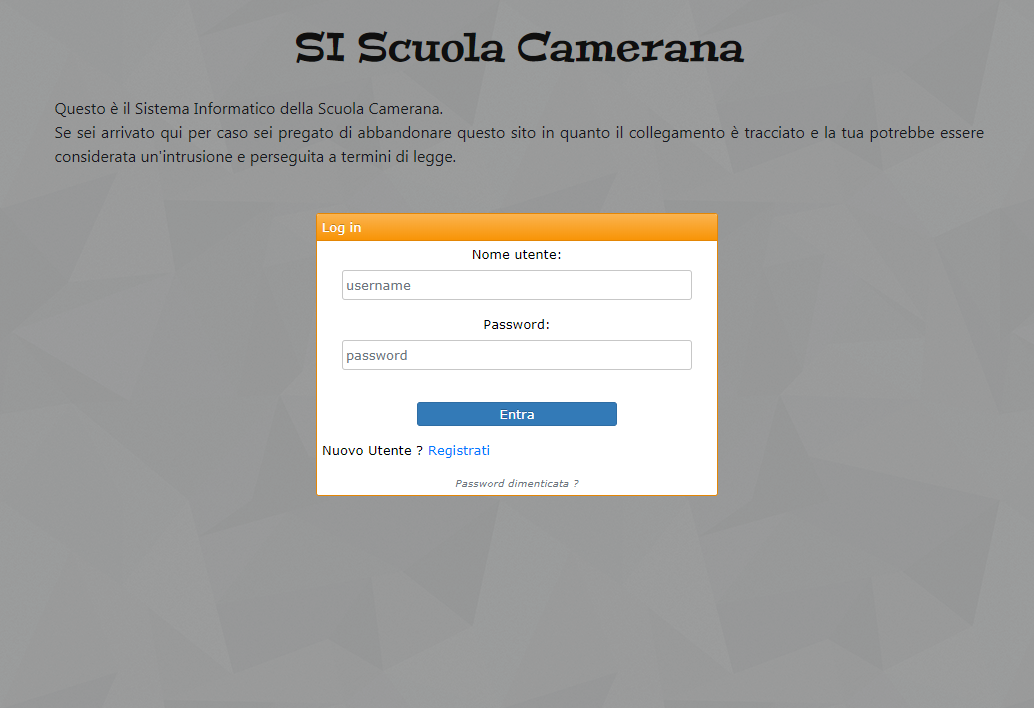 SI Scuola Camerana
Questo è il Sistema Informatico della Scuola Camerana.
Se sei arrivato qui per caso sei pregato di abbandonare questo sito in quanto il collegamento è tracciato e la tua potrebbe essere
considerata un'intrusione e perseguita a termini di legge.
Log in
Nome utente:
username
Password:
password
Entra
Nuovo Utente ? Registrati
Password dimenticata ?